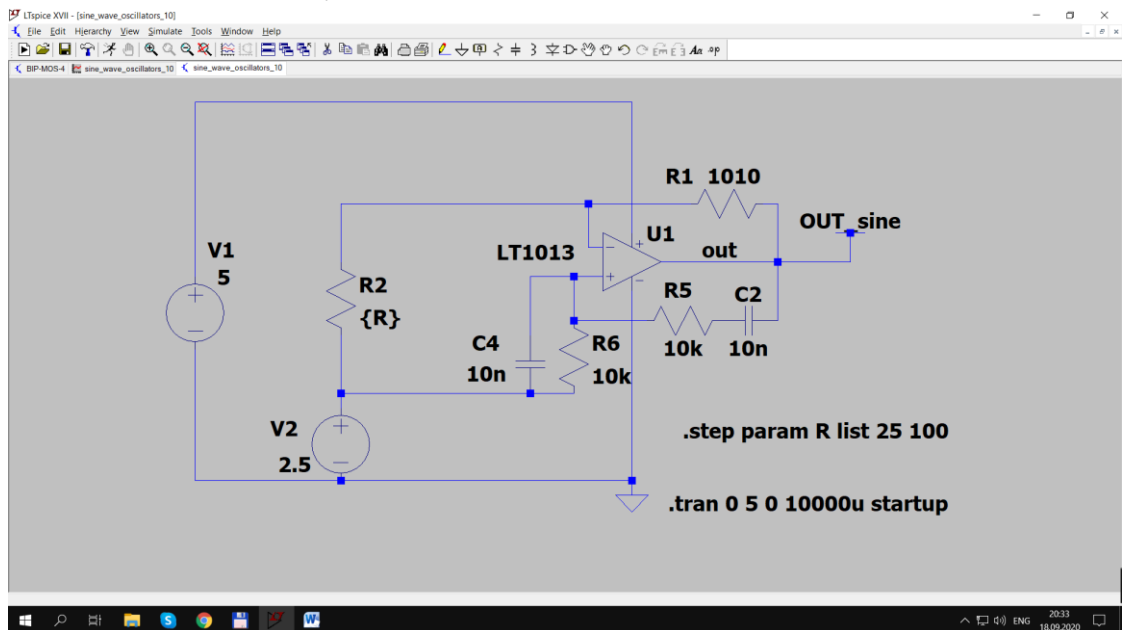 LTspice XVII - [sine_wave_oscillators_10]
File Edit Hierarchy View Simulate Tools Window Help
BIP-MOS-4 sine_wave_oscillators_10 sine_wave_oscillators_10
R1 1010
OUT_sine
V1
5
LT1013
U1
out
R2
{R}
R5
10k
C2
10n
C4
10n
R6
10k
V2
2.5
.step param R list 25 100
.tran 0 5 0 10000u startup
ENG
20:33
18.09.2020